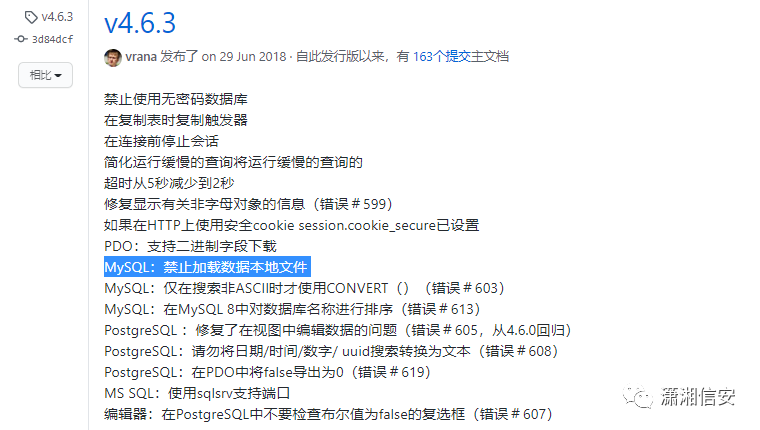 v4.6.3
3d84dcf
相比
v4.6.3
vrana 发布了 on 29 Jun 2018 · 自此发行版以来，有 163个提交主文档
禁止使用无密码数据库
在复制表时复制触发器
在连接前停止会话
简化运行缓慢的查询将运行缓慢的查询的
超时从5秒减少到2秒
修复显示有关非字母对象的信息（错误＃599）
如果在HTTP上使用安全cookie session.cookie_secure已设置
PDO：支持二进制字段下载
MySQL：禁止加载数据本地文件
MySQL：仅在搜索非ASCII时才使用CONVERT（）（错误＃603）
MySQL：在MySQL 8中对数据库名称进行排序（错误＃613）
PostgreSQL ：修复了在视图中编辑数据的问题（错误＃605，从4.6.0回归）
PostgreSQL：请勿将日期/时间/数字/ uuid搜索转换为文本（错误＃608）
PostgreSQL：在PDO中将false导出为0（错误＃619）
MS SQL：使用sqlsrv支持端口
编辑器：在PostgreSQL中不要检查布尔值为false的复选框（错误＃607）
潇湘信安